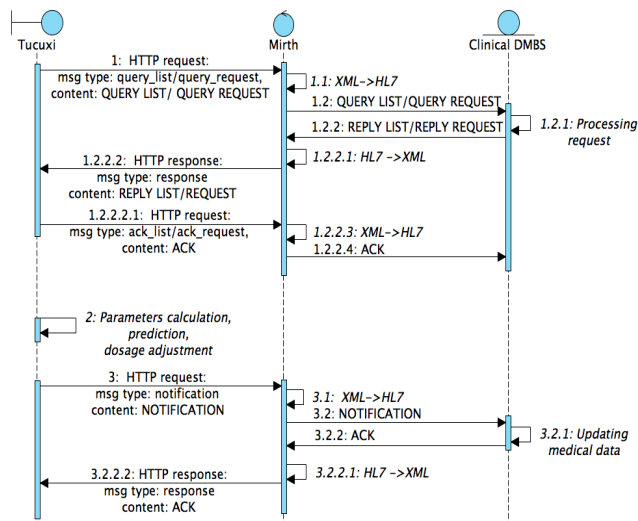 Tucuxi
Mirth
Clinical DMBS
1: HTTP request:
msg type: query_list/query_request,
content: QUERY LIST/ QUERY REQUEST
1.1: XML->HL7
1.2: QUERY LIST/QUERY REQUEST
1.2.1: Processing
request
1.2.2: REPLY LIST/REPLY REQUEST
1.2.2.1: HL7 ->XML
1.2.2.2: HTTP response:
msg type: response
content: REPLY LIST/REQUEST
1.2.2.2.1: HTTP request:
msg type: ack_list/ack_request,
content: ACK
1.2.2.3: XML->HL7
1.2.2.4: ACK
2: Parameters calculation,
prediction,
dosage adjustment
3: HTTP request:
msg type: notification
content: NOTIFICATION
3.1: XML->HL7
3.2: NOTIFICATION
3.2.1: Updating
medical data
3.2.2: ACK
3.2.2.1: HL7 ->XML
3.2.2.2: HTTP response:
msg type: response
content: ACK